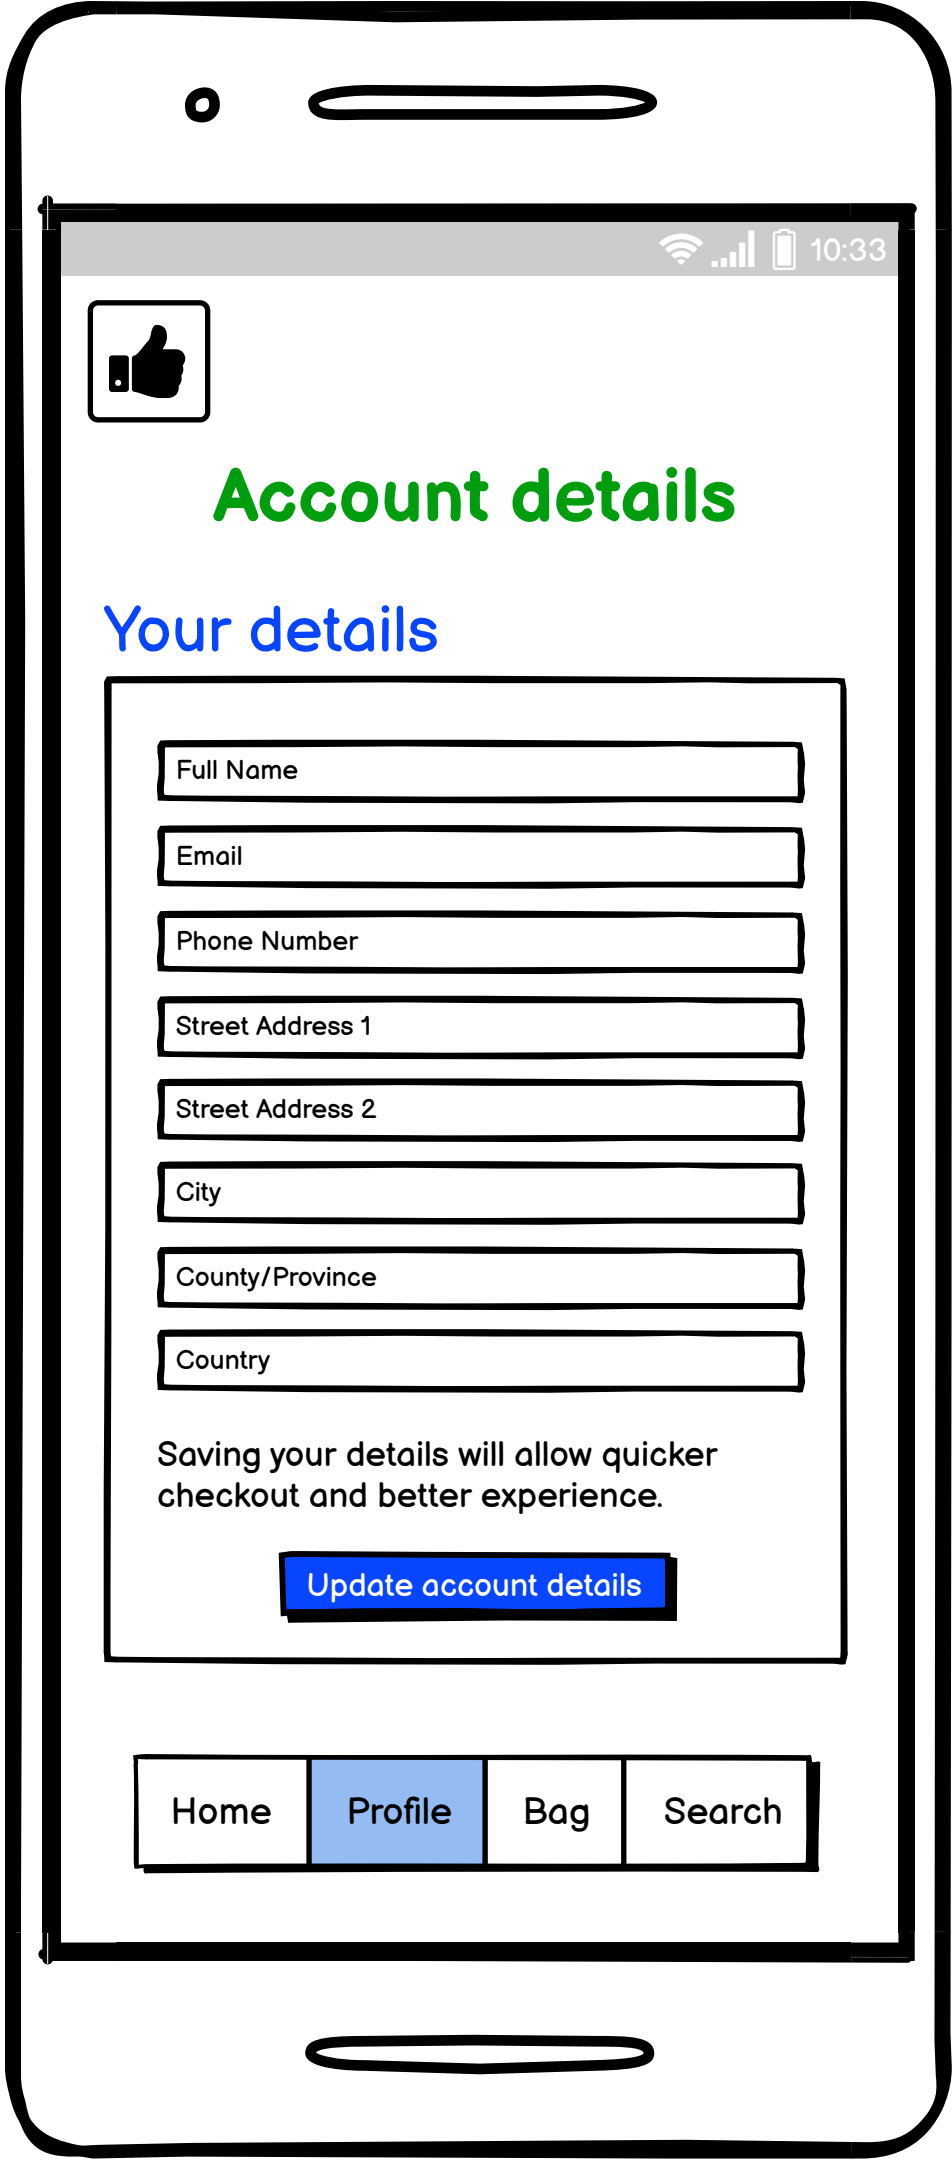 10:33
Account details
Your details
Full Name
Email
Phone Number
Street Address 1
Street Address 2
City
County/Province
Country
Saving your details will allow quicker
checkout and better experience.
Update account details
Home Profile Bag Search